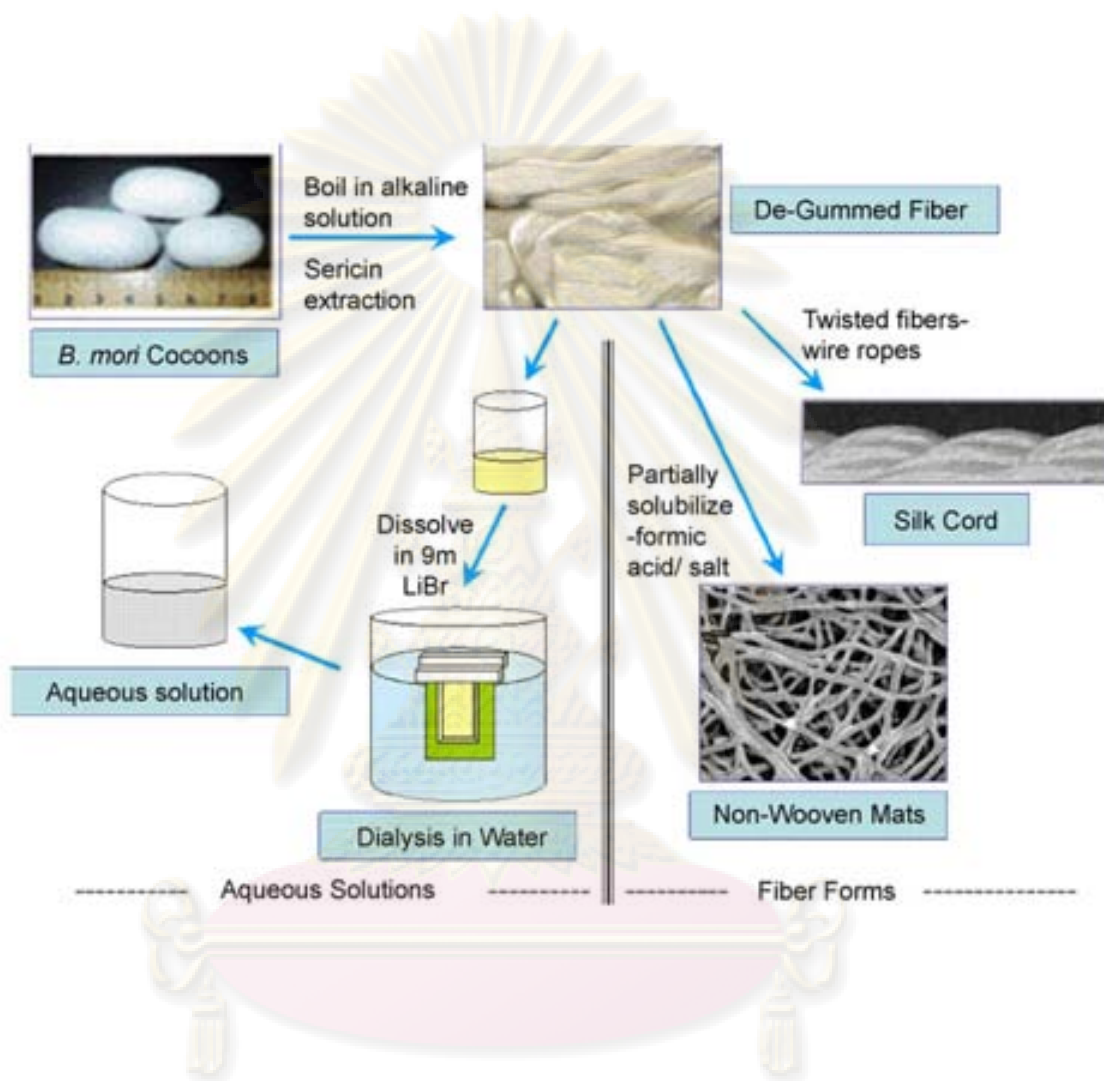 Boil in alkaline
solution
Sericin
extraction
De-Gummed Fiber
B. mori Cocoons
Twisted fibers-
wire ropes
Silk Cord
Partially
solubilize
-formic
acid/ salt
Dissolve
in 9m
LiBr
Aqueous solution
Dialysis in Water
Non-Wooven Mats
Aqueous Solutions
Fiber Forms